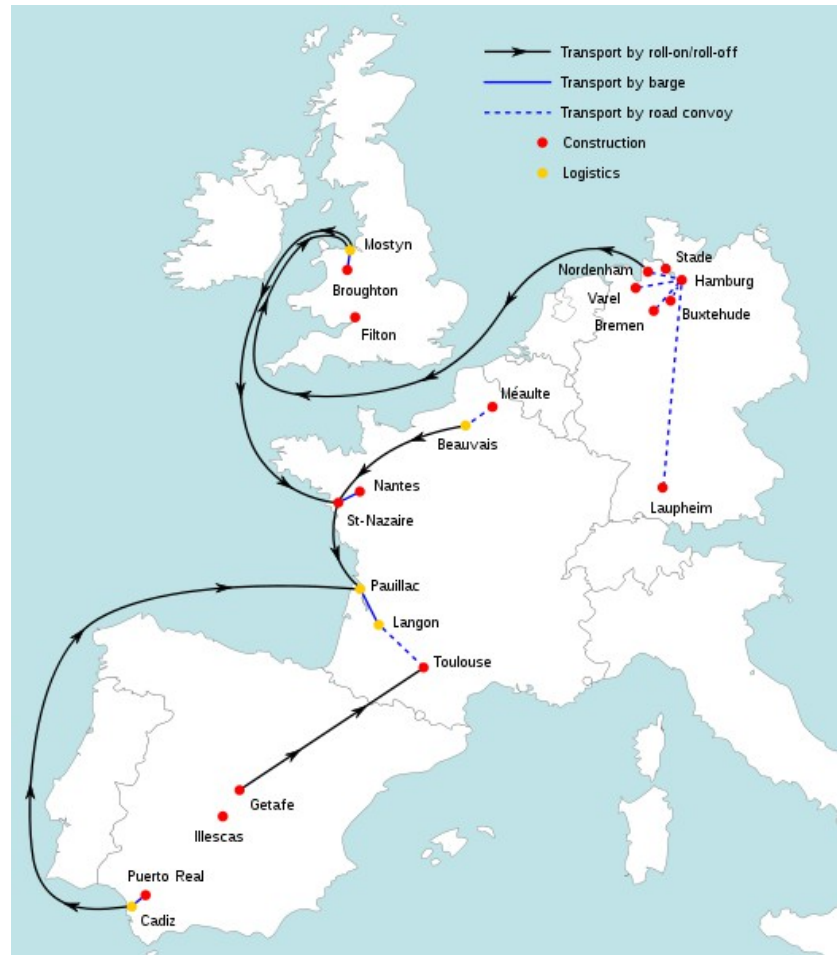 Transport by roll-on/roll-off
Transport by barge
Transport by road convoy
Construction
Logistics
Mostyn
Broughton
Filton
Stade
Nordenham
Hamburg
Varel
Buxtehude
Bremen
Méaulte
Beauvais
Nantes
Laupheim
St-Nazaire
Pauillac
Langon
Toulouse
Getafe
Illescas
Puerto Real
Cadiz